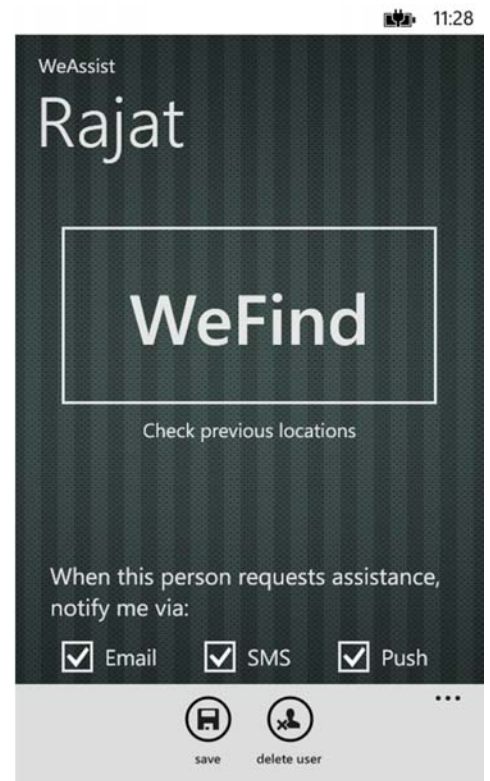 11:28
WeAssist
Rajat
WeFind
Check previous locations
When this person requests assistance,
notify me via:
Email SMS Push
save delete user